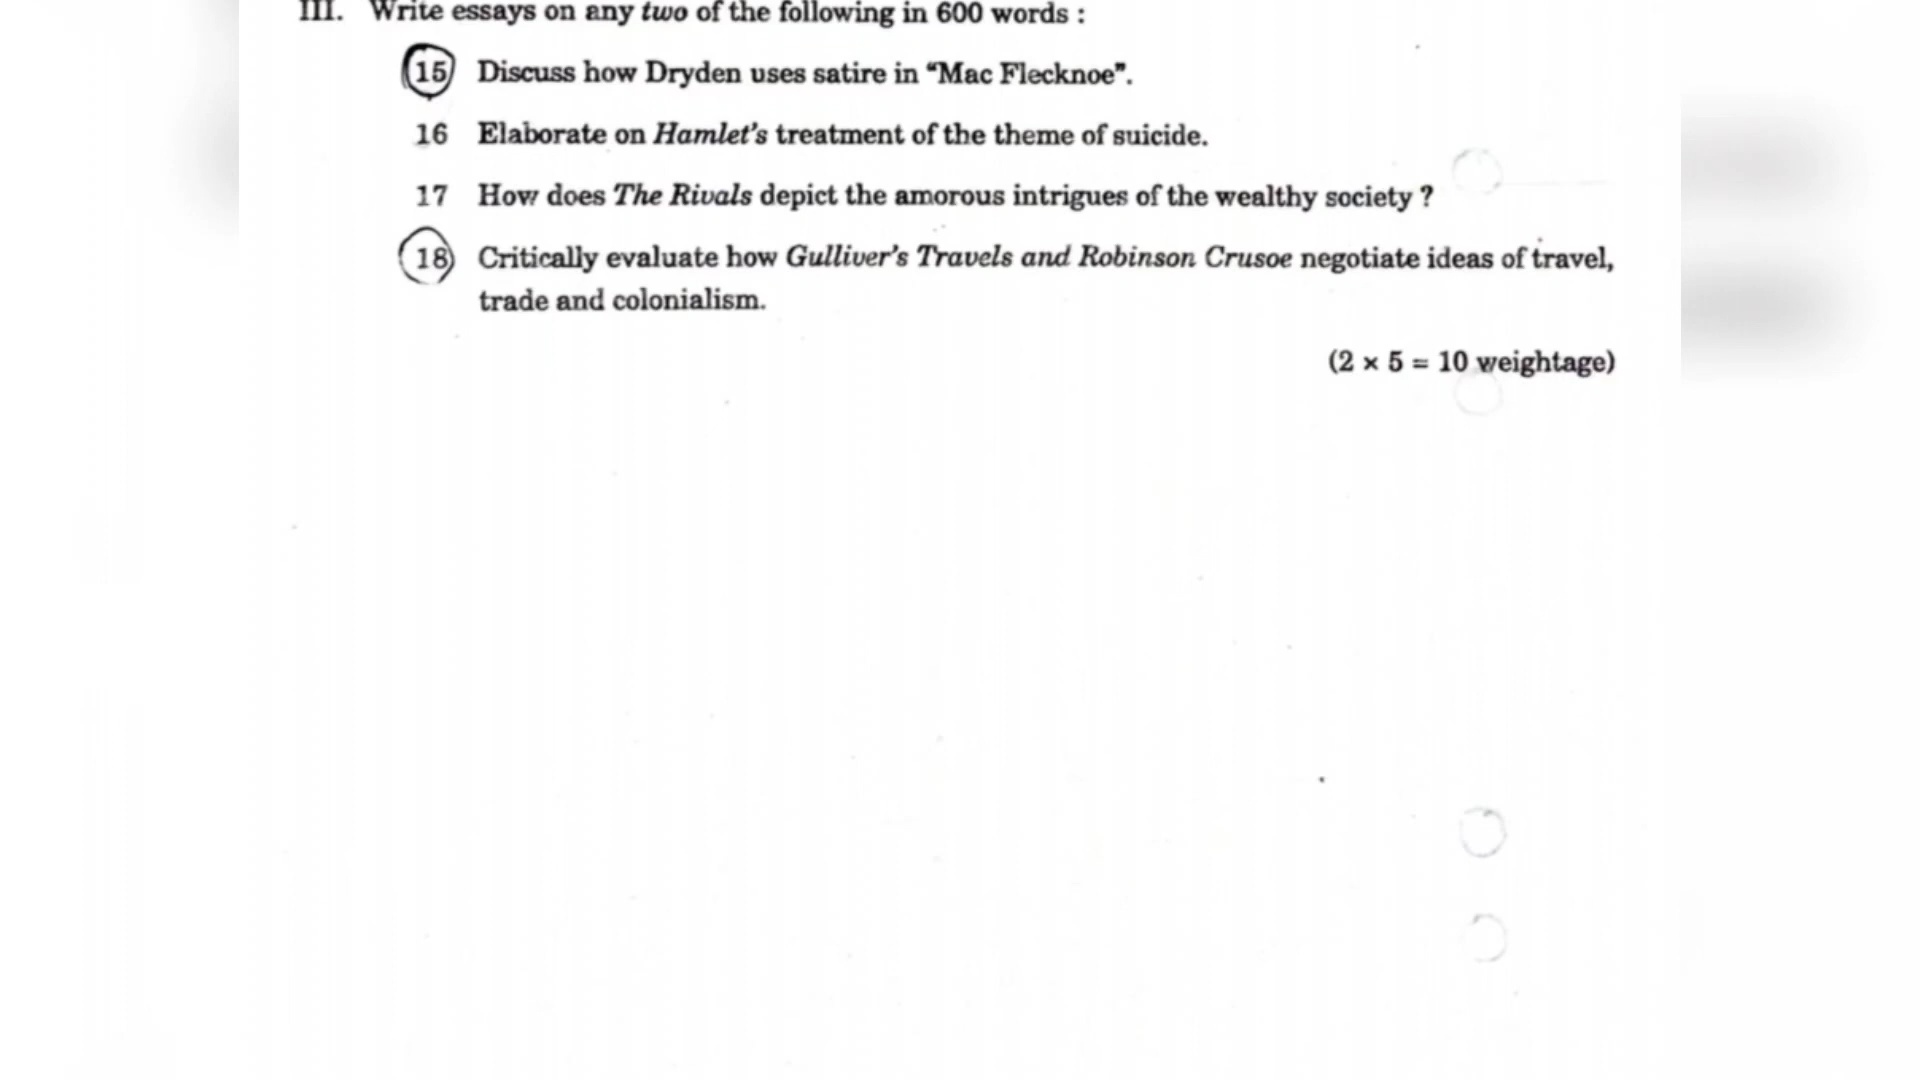 III. Write essays on any two of the following in 600 words :
15 Discuss how Dryden uses satire in “Mac Flecknoe”.
16 Elaborate on Hamlet’s treatment of the theme of suicide.
17 How does The Rivals depict the amorous intrigues of the wealthy society ?
18 Critically evaluate how Gulliver’s Travels and Robinson Crusoe negotiate ideas of travel,
trade and colonialism.
(2 × 5 = 10 weightage)